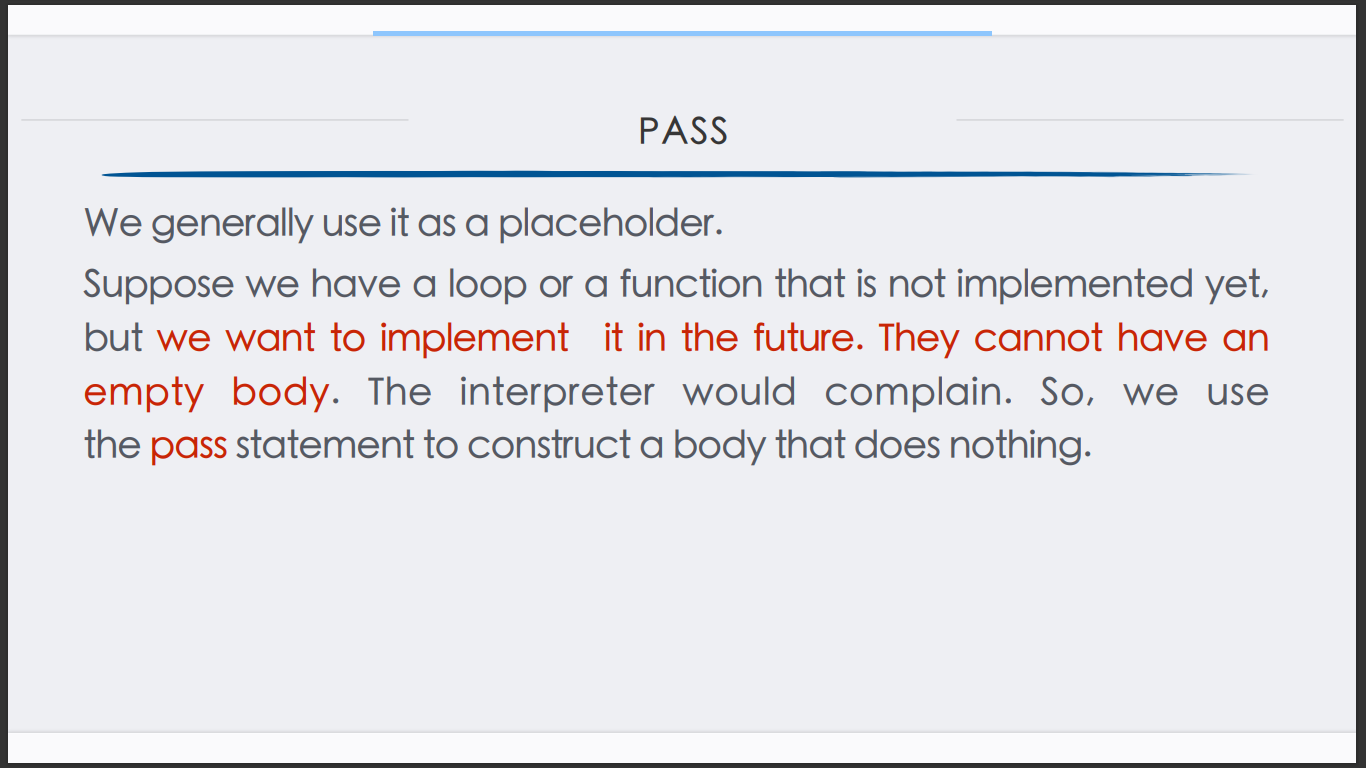 PASS
We generally use it as a placeholder.
Suppose we have a loop or a function that is not implemented yet,
but we want to implement it in the future. They cannot have an
empty body. The interpreter would complain. So, we use
the pass statement to construct a body that does nothing.